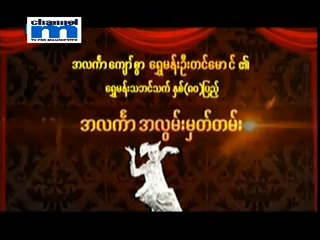 channel
m
အလင်္ကာ ကျော်စွာ ရွှေမန်းဦးတင်မောင် ၏
ရွှေမန်းသဘင်သက် နှစ်(၈၀)ပြည့်
အလင်္ကာ အလွမ်းမှတ်တမ်း